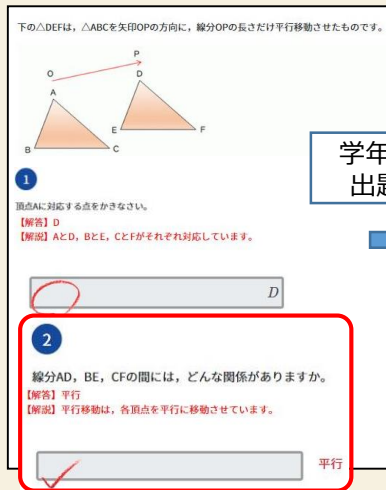 下の△DEFは，△ABCを矢印OPの方向に，線分OPの長さだけ平行移動させたものです。
P
O
D
A
E
F
B
C
学年
出題
1
頂点Aに対応する点をかきなさい。
【解答】D
【解説】AとD，BとE，CとFがそれぞれ対応しています。
D
2
線分AD，BE，CFの間には，どんな関係がありますか。
【解答】平行
【解説】平行移動は，各頂点を平行に移動させています。
平行